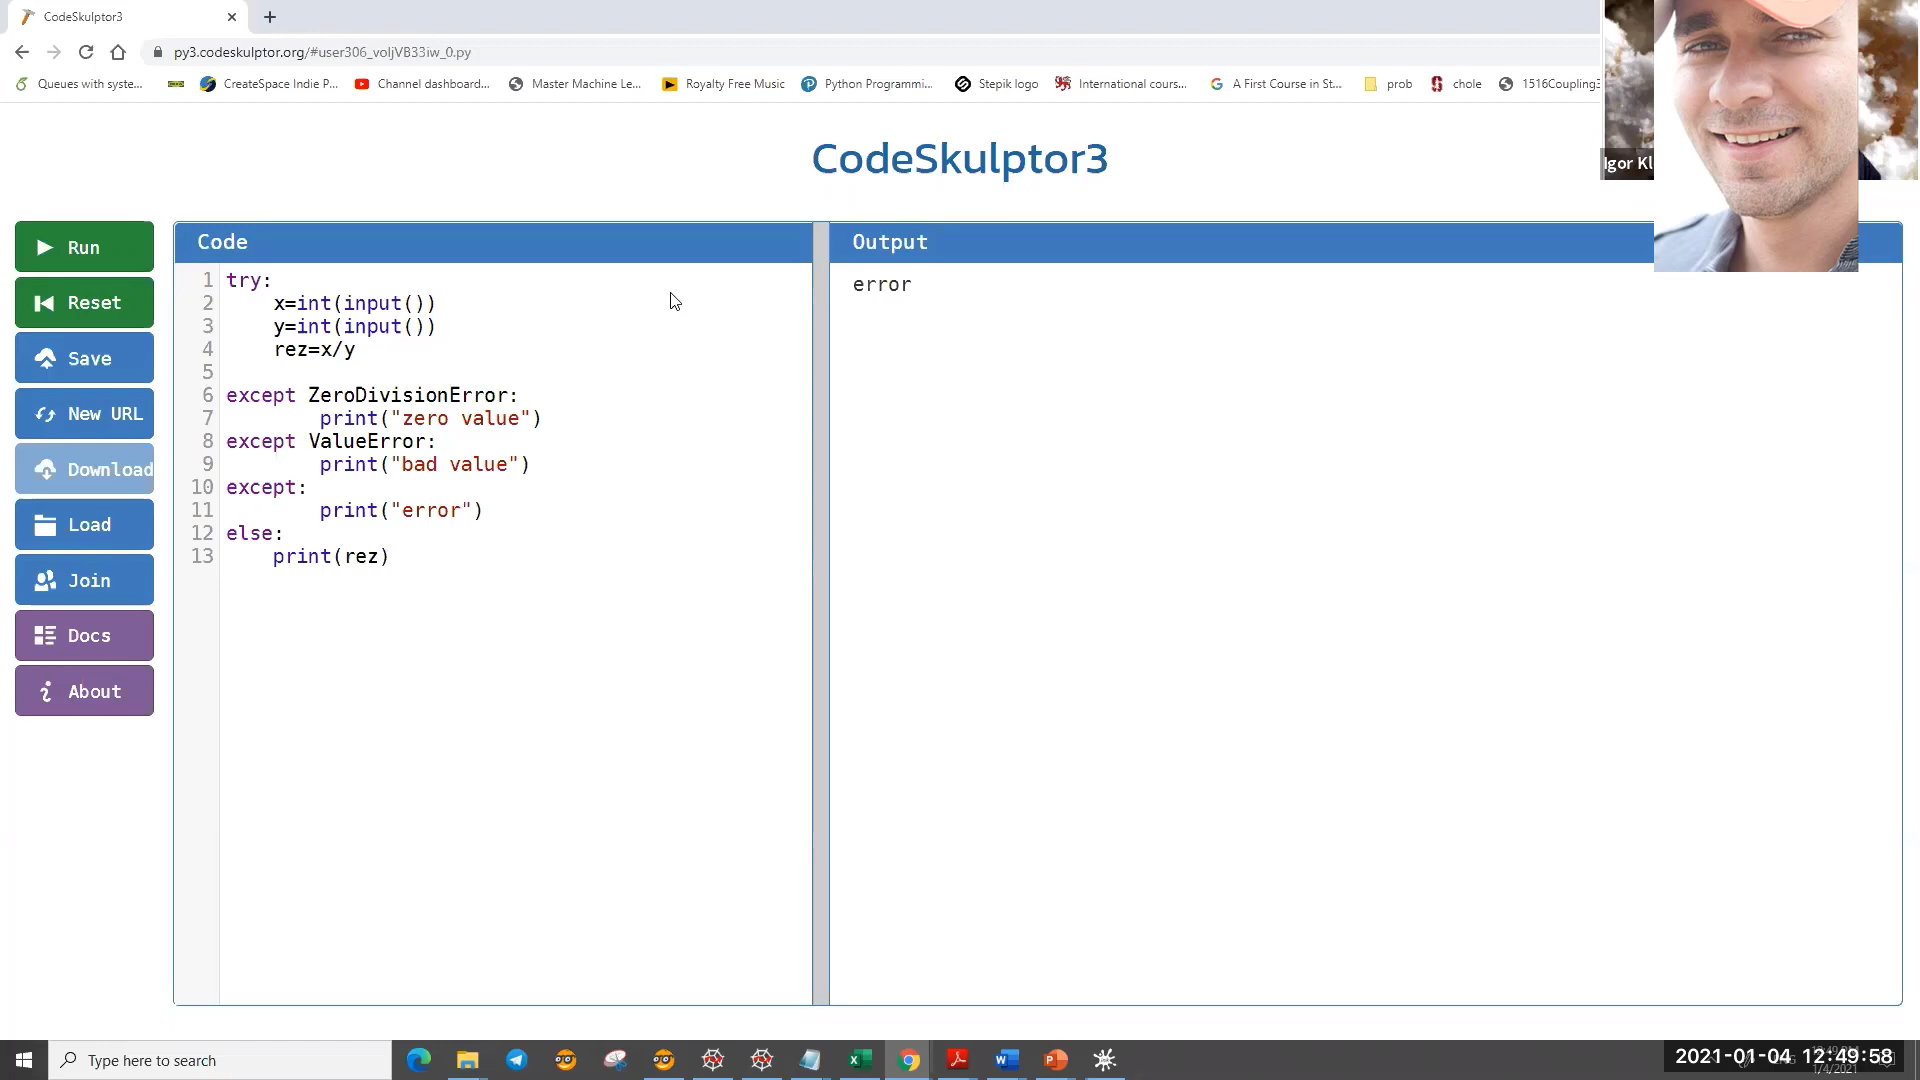 CodeSkulptor3
py3.codeskulptor.org/#user306_voljVB33iw_0.py
Queues with syste... CreateSpace Indie P... Channel dashboard... Master Machine Le... Royalty Free Music Python Programmi... Stepik logo International cours... A First Course in St... prob chole 1516Coupling3
Igor Kl
CodeSkulptor3
Run
Reset
Save
New URL
Download
Load
Join
Docs
About
Code
1 try:
2 x=int(input())
3 y=int(input())
4 rez=x/y
5
6 except ZeroDivisionError:
7 print("zero value")
8 except ValueError:
9 print("bad value")
10 except:
11 print("error")
12 else:
13 print(rez)
Output
error
Type here to search
2021-01-04 12:49:58
1/4/2021